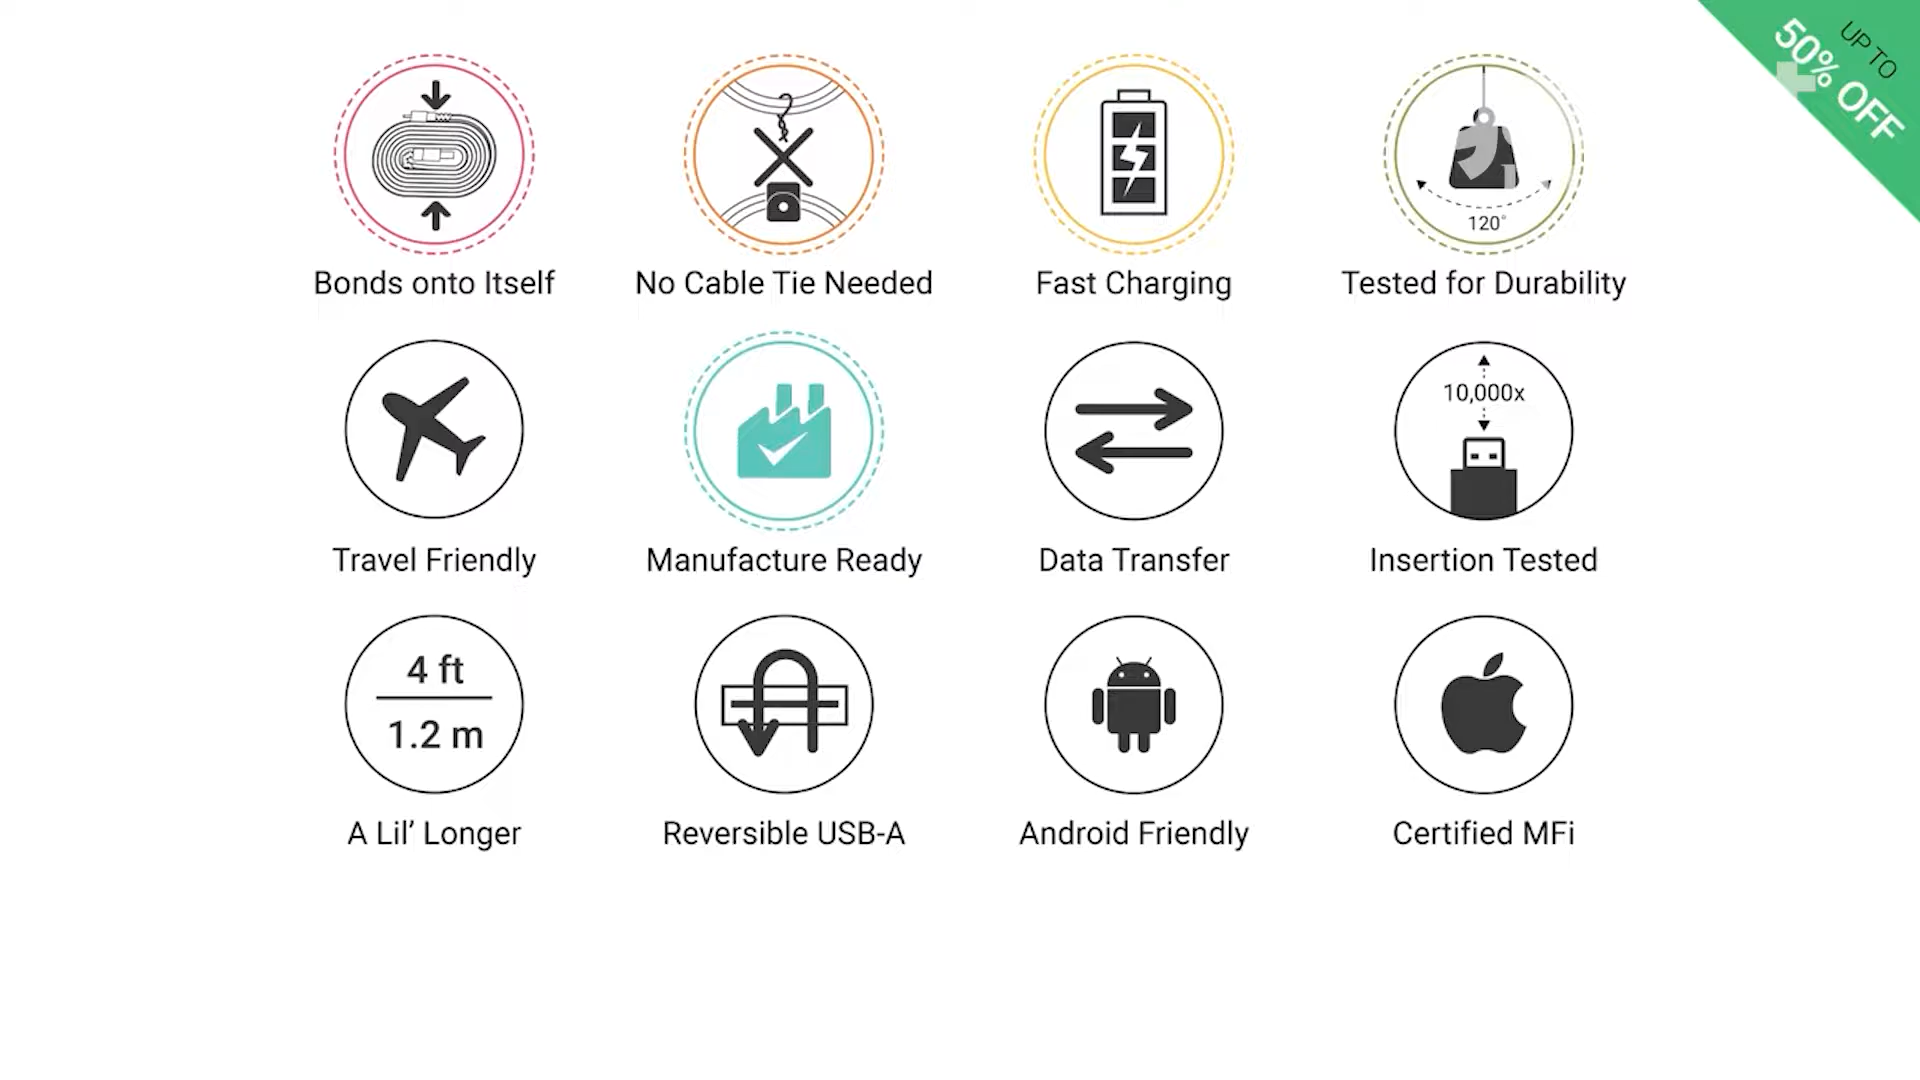 UP TO
50% OFF
120°
Bonds onto Itself
No Cable Tie Needed
Fast Charging
Tested for Durability
10,000x
Travel Friendly
Manufacture Ready
Data Transfer
Insertion Tested
4 ft
1.2 m
A Lil’ Longer
Reversible USB-A
Android Friendly
Certified MFi